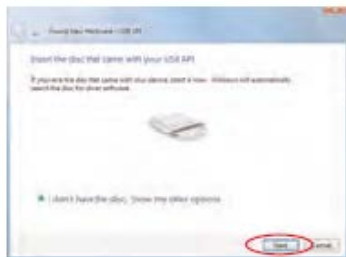 Found New Hardware - USB API
Insert the disc that came with your USB API
If you have the disc that came with your device, insert it now. Windows will automatically
search the disc for driver software.
I don't have the disc. Show me other options.
Next
Cancel